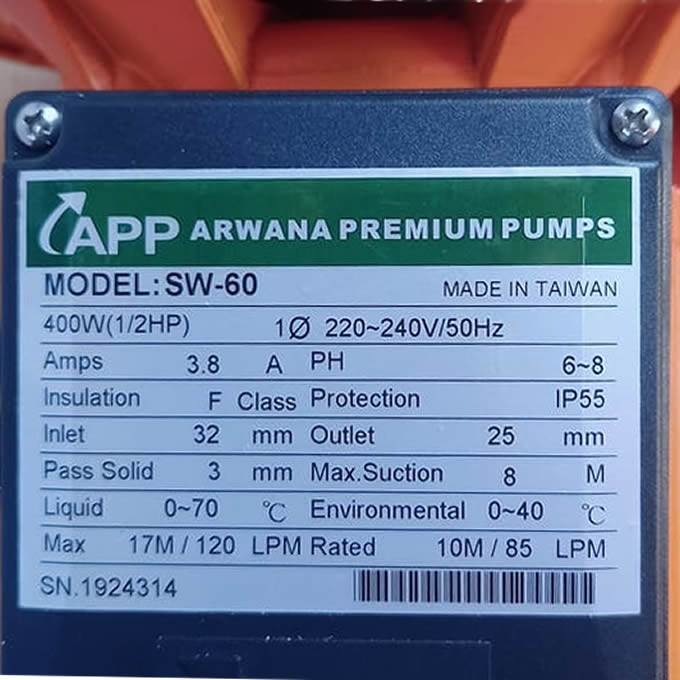 APP ARWANA PREMIUM PUMPS
MODEL: SW-60 MADE IN TAIWAN
400W(1/2HP) 1Ø 220~240V/50Hz
Amps 3.8 A PH 6~8
Insulation F Class Protection IP55
Inlet 32 mm Outlet 25 mm
Pass Solid 3 mm Max.Suction 8 M
Liquid 0~70 ℃ Environmental 0~40 ℃
Max 17M / 120 LPM Rated 10M / 85 LPM
SN.1924314